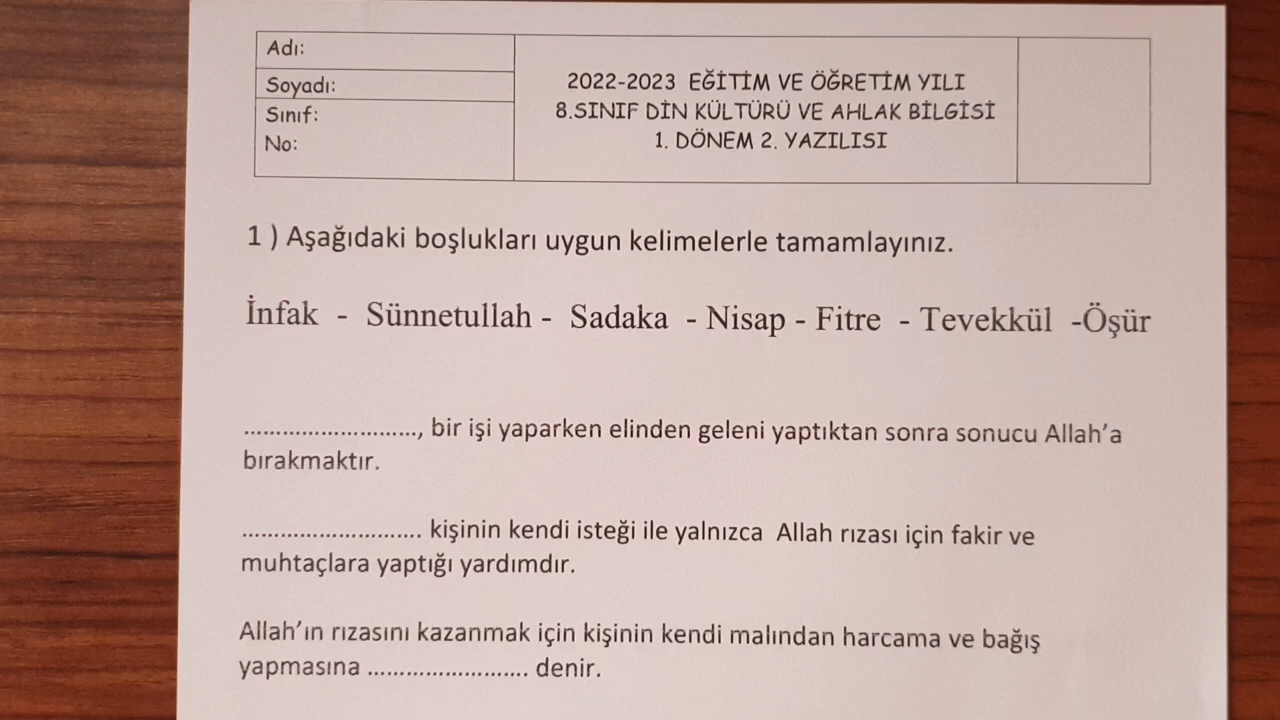 Adı:
Soyadı:
Sınıf:
No:
2022-2023 EĞİTİM VE ÖĞRETİM YILI
8.SINIF DİN KÜLTÜRÜ VE AHLAK BİLGİSİ
1. DÖNEM 2. YAZILISI
1 ) Aşağıdaki boşlukları uygun kelimelerle tamamlayınız.
İnfak - Sünnetullah - Sadaka - Nisap - Fitre - Tevekkül -Öşür
..........................., bir işi yaparken elinden geleni yaptıktan sonra sonucu Allah’a
bırakmaktır.
............................ kişinin kendi isteği ile yalnızca Allah rızası için fakir ve
muhtaçlara yaptığı yardımdır.
Allah’ın rızasını kazanmak için kişinin kendi malından harcama ve bağış
yapmasına ......................... denir.